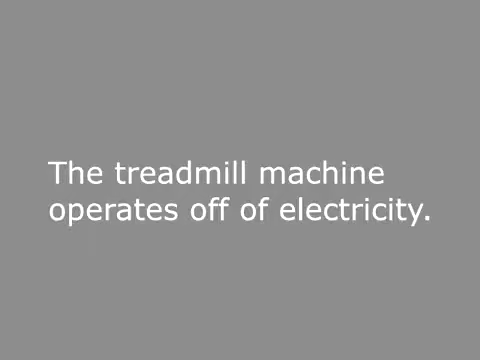 The treadmill machine
operates off of electricity.